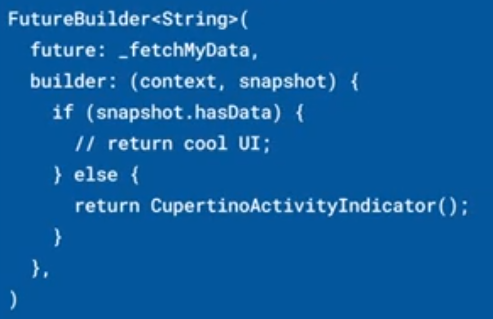 FutureBuilder<String>(
  future: _fetchMyData,
  builder: (context, snapshot) {
    if (snapshot.hasData) {
      // return cool UI;
    } else {
      return CupertinoActivityIndicator();
    }
  },
)